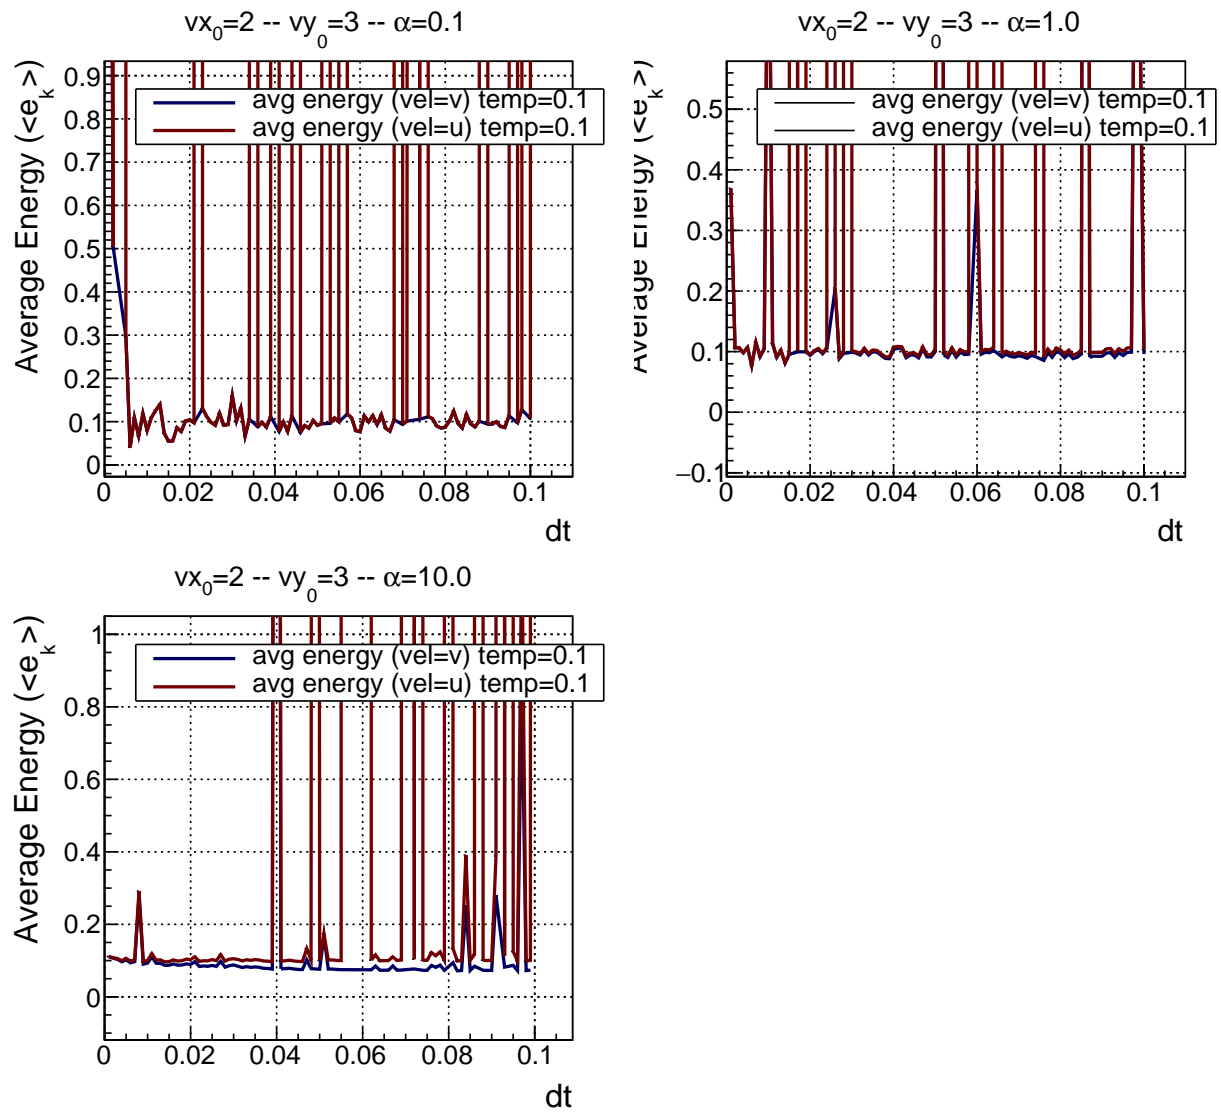 vx0=2 -- vy0=3 -- α=0.1
Average Energy (<ek>)
0.9
0.8
0.7
0.6
0.5
0.4
0.3
0.2
0.1
0
avg energy (vel=v) temp=0.1
avg energy (vel=u) temp=0.1
0 0.02 0.04 0.06 0.08 0.1
dt
vx0=2 -- vy0=3 -- α=1.0
Average Energy (<ek>)
0.5
0.4
0.3
0.2
0.1
0
−0.1
avg energy (vel=v) temp=0.1
avg energy (vel=u) temp=0.1
0 0.02 0.04 0.06 0.08 0.1
dt
vx0=2 -- vy0=3 -- α=10.0
Average Energy (<ek>)
1
0.8
0.6
0.4
0.2
0
avg energy (vel=v) temp=0.1
avg energy (vel=u) temp=0.1
0 0.02 0.04 0.06 0.08 0.1
dt